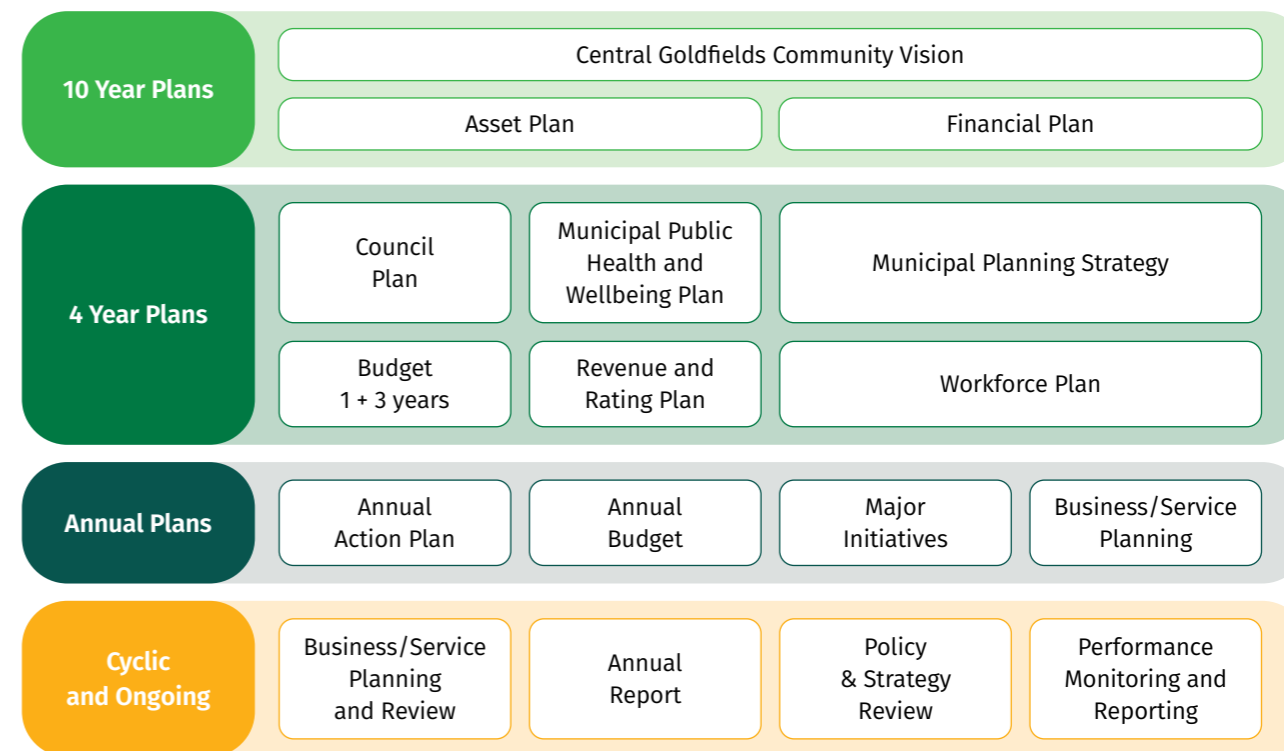 10 Year Plans
Central Goldfields Community Vision
Asset Plan
Financial Plan
4 Year Plans
Council
Plan
Municipal Public
Health and
Wellbeing Plan
Municipal Planning Strategy
Budget
1 + 3 years
Revenue and
Rating Plan
Workforce Plan
Annual Plans
Annual
Action Plan
Annual
Budget
Major
Initiatives
Business/Service
Planning
Cyclic
and Ongoing
Business/Service
Planning
and Review
Annual
Report
Policy
& Strategy
Review
Performance
Monitoring and
Reporting